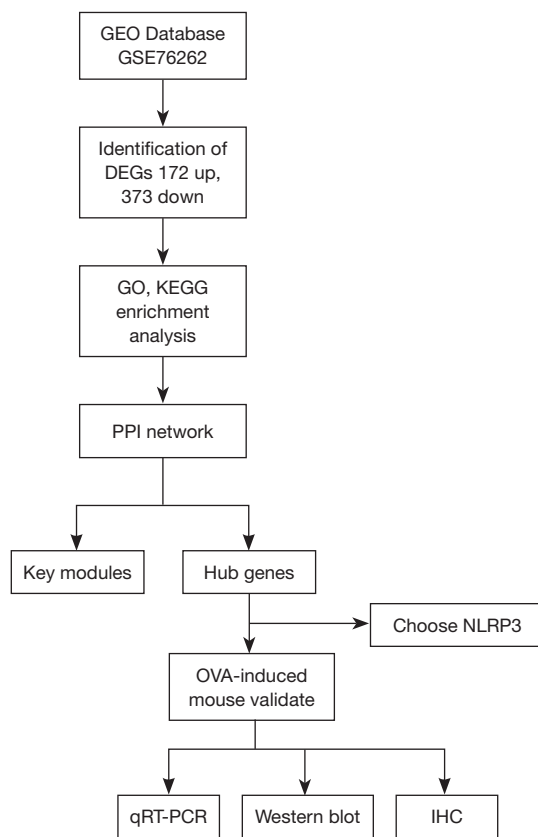 GEO Database
GSE76262
Identification of
DEGs 172 up,
373 down
GO, KEGG
enrichment
analysis
PPI network
Key modules
Hub genes
Choose NLRP3
OVA-induced
mouse validate
qRT-PCR
Western blot
IHC